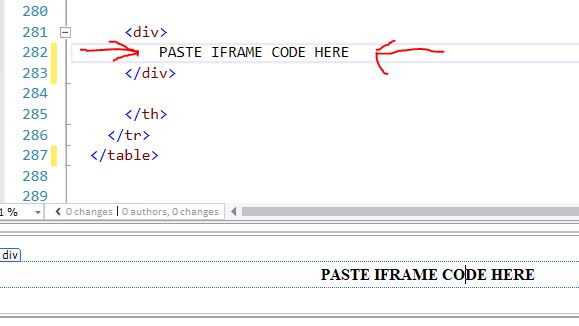 280
281 <div>
282 PASTE IFRAME CODE HERE
283 </div>
284
285 </th>
286 </tr>
287 </table>
288
289
1 % 0 changes | 0 authors, 0 changes
div
PASTE IFRAME CODE HERE